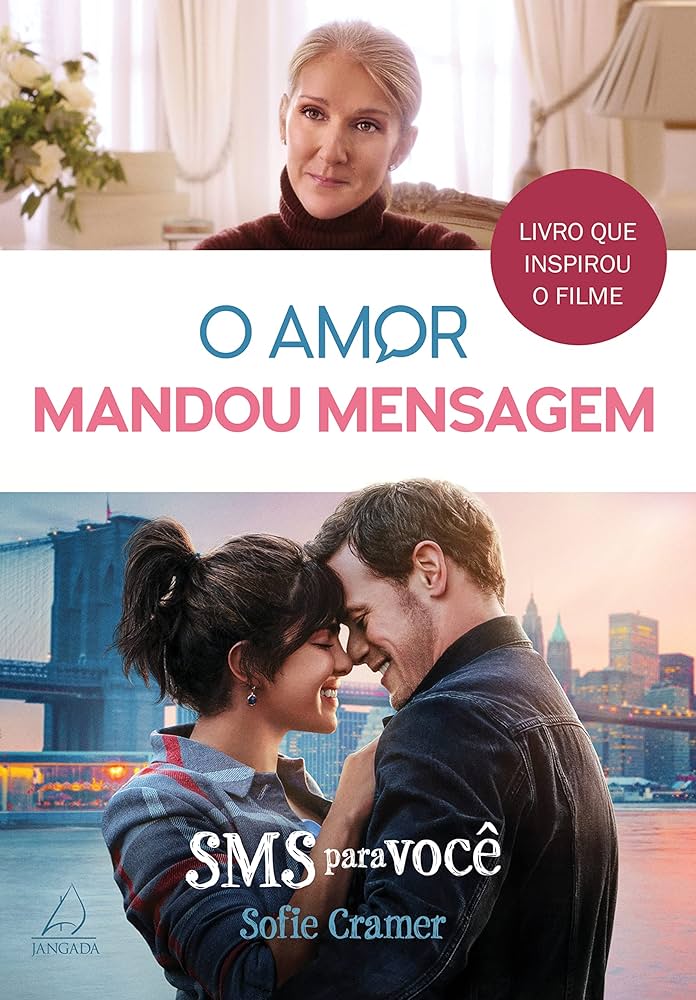 LIVRO QUE
INSPIROU
O FILME
O AMOR
MANDOU MENSAGEM
SMS para você
Sofie Cramer
JANGADA